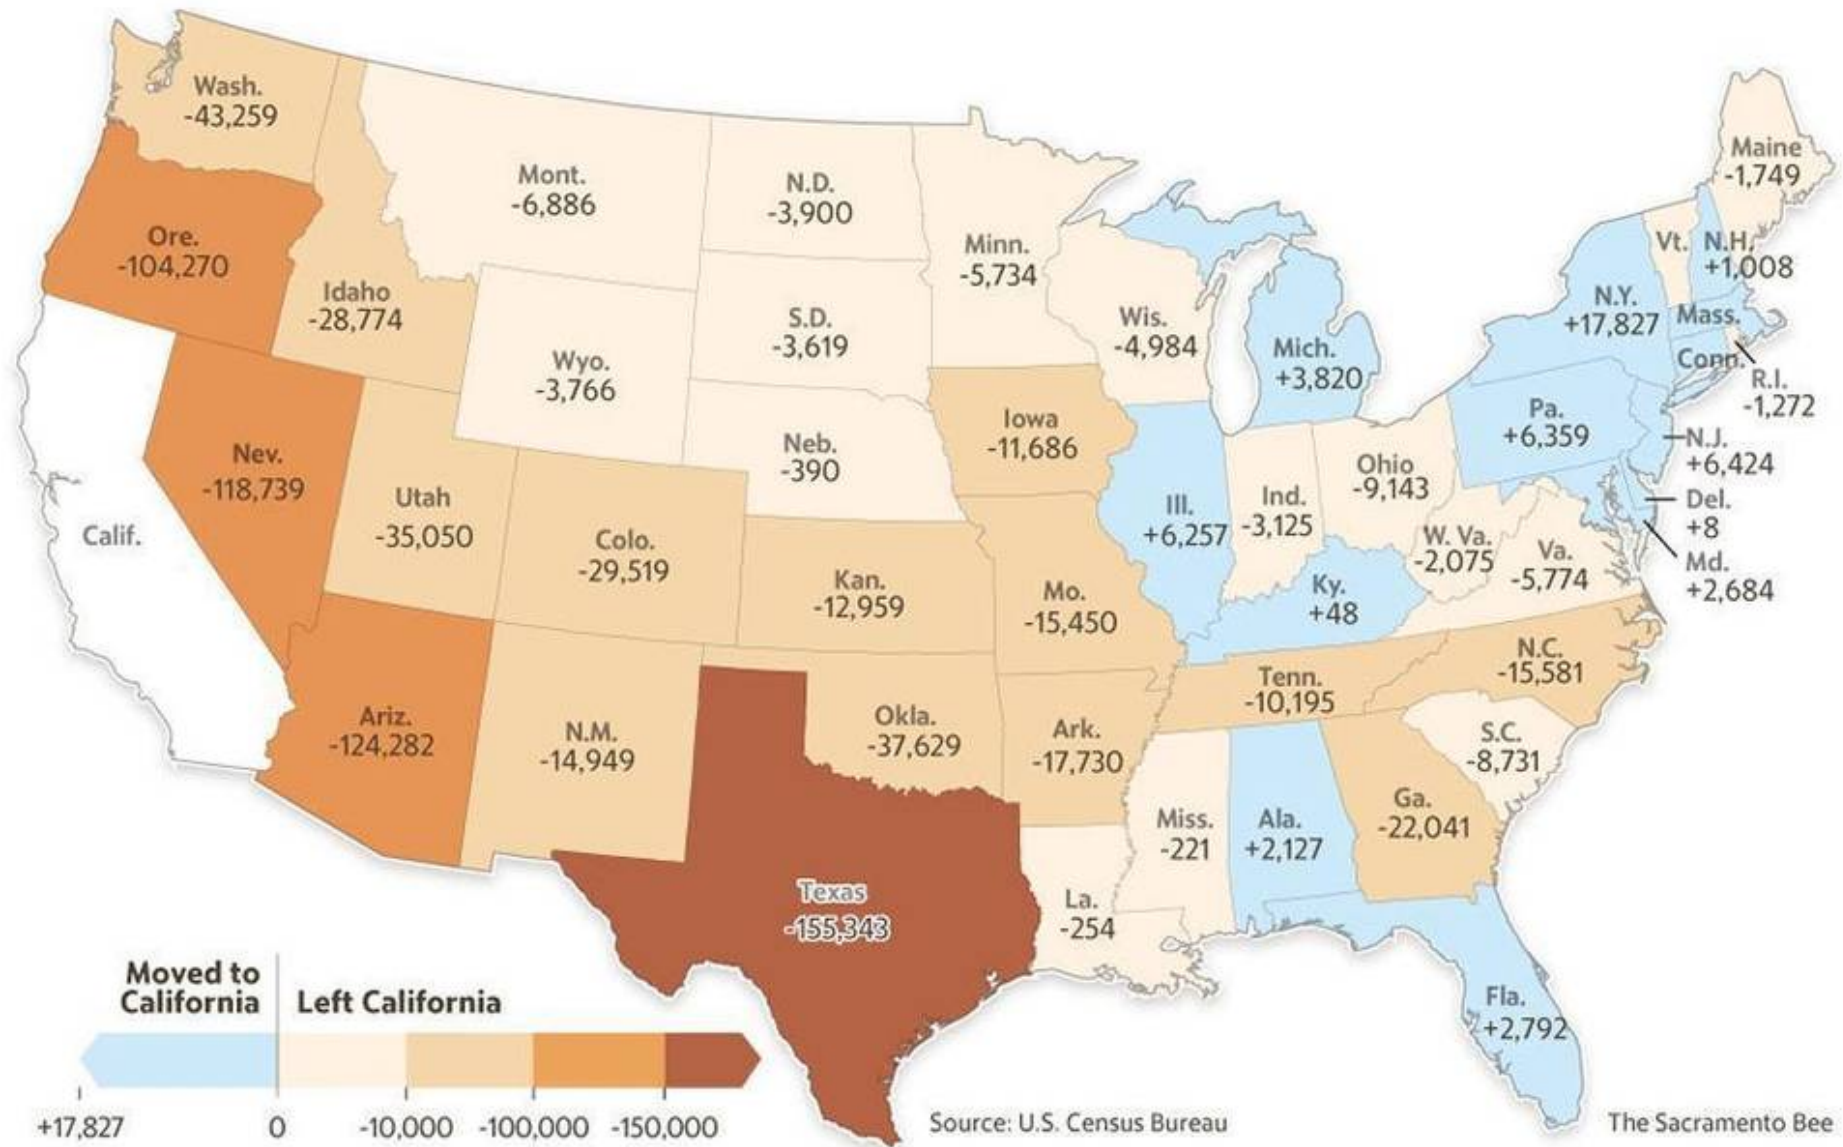 Wash.
-43,259
Mont.
-6,886
N.D.
-3,900
Minn.
-5,734
Maine
-1,749
Ore.
-104,270
Idaho
-28,774
Wyo.
-3,766
S.D.
-3,619
Wis.
-4,984
Mich.
+3,820
N.Y.
+17,827
Vt.
N.H.
+1,008
Mass.
Conn.
R.I.
-1,272
Calif.
Nev.
-118,739
Utah
-35,050
Colo.
-29,519
Neb.
-390
Kan.
-12,959
Iowa
-11,686
Mo.
-15,450
Ill.
+6,257
Ind.
-3,125
Ohio
-9,143
Pa.
+6,359
N.J.
+6,424
Del.
+8
Md.
+2,684
W. Va.
-2,075
Va.
-5,774
Ky.
+48
Tenn.
-10,195
N.C.
-15,581
Ariz.
-124,282
N.M.
-14,949
Okla.
-37,629
Ark.
-17,730
S.C.
-8,731
Texas
-155,343
La.
-254
Miss.
-221
Ala.
+2,127
Ga.
-22,041
Fla.
+2,792
Moved to
California
Left California
+17,827 0 -10,000 -100,000 -150,000
Source: U.S. Census Bureau
The Sacramento Bee